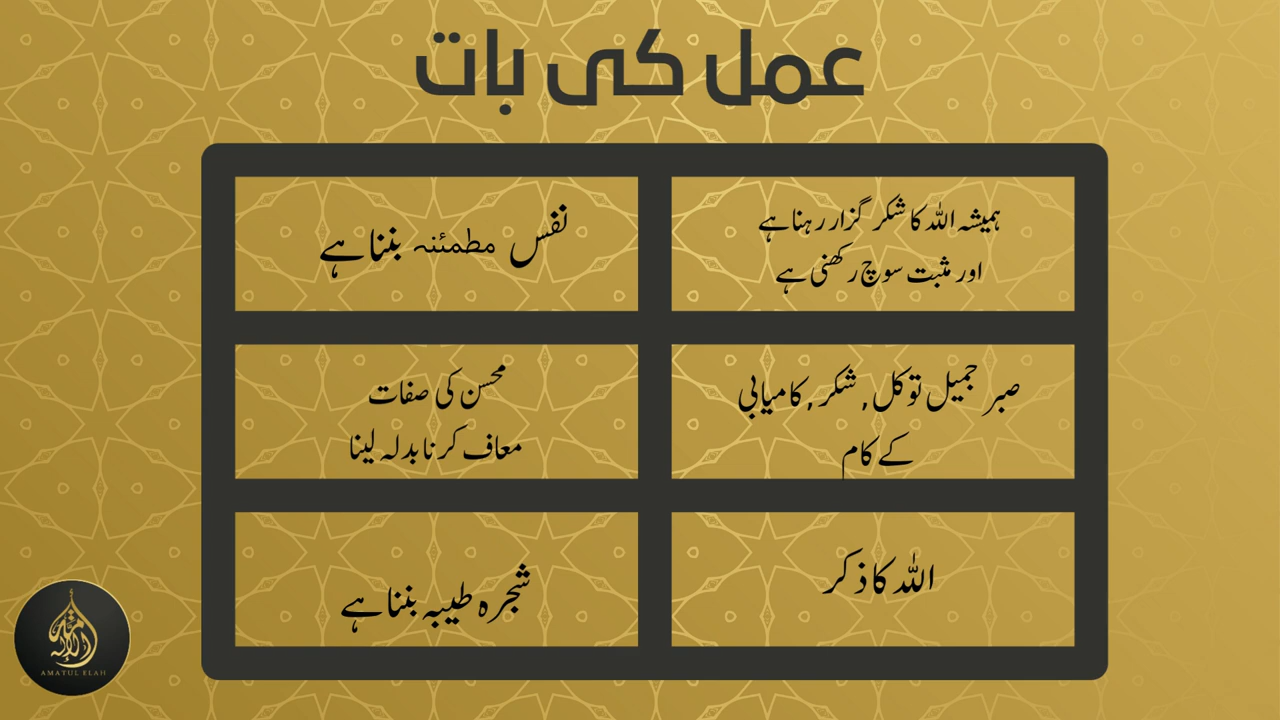 عمل کی بات
ہمیشہ اللہ کا شکر گزار رہنا ہے
اور مثبت سوچ رکھنی ہے
نفس مطمئنہ بننا ہے
صبر جمیل توکل , شکر , کامیابی
کے کام
محسن کی صفات
معاف کرنا بدلہ لینا
اللہ کا ذکر
شجرہ طیبہ بننا ہے
AMATUL ELAH